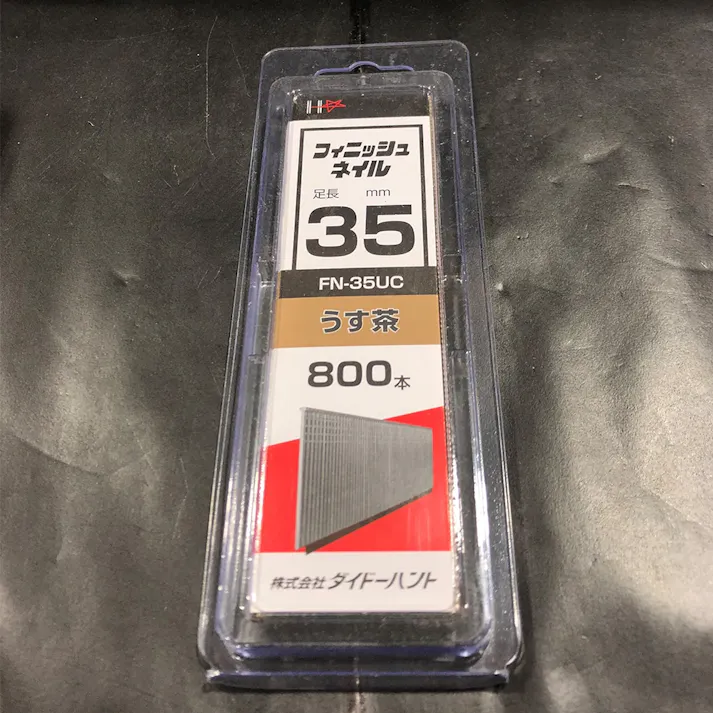 フィニッシュ
ネイル
足長 mm
35
FN-35UC
うす茶
800本
株式会社 ダイドーハント